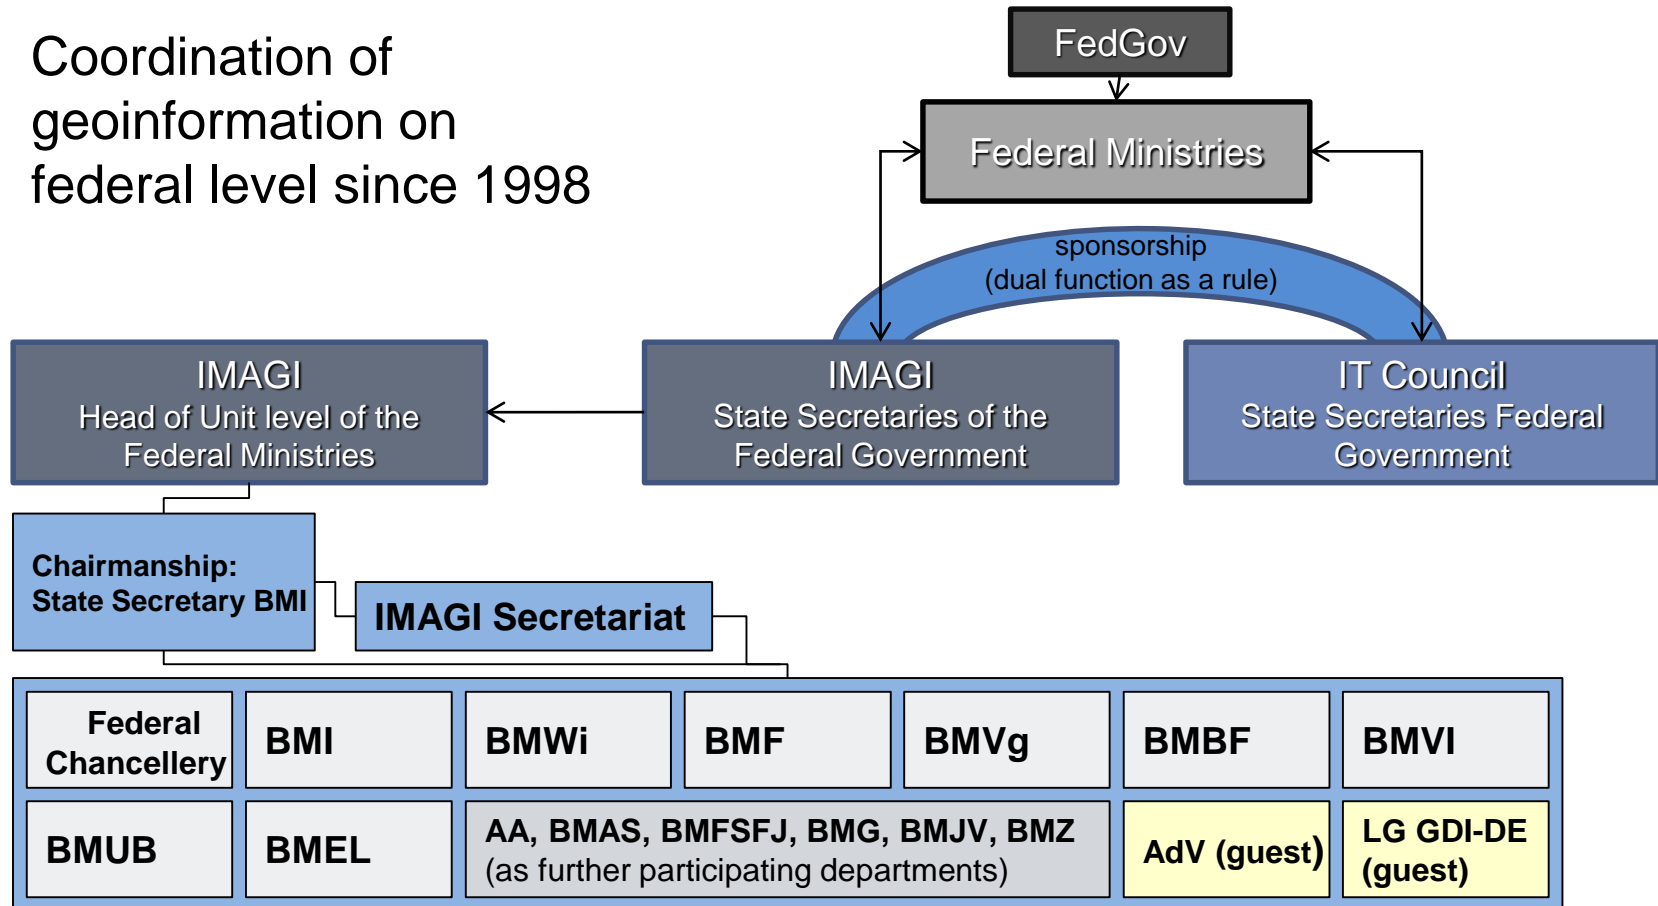 Coordination of
geoinformation on
federal level since 1998
FedGov
Federal Ministries
sponsorship
(dual function as a rule)
IMAGI
Head of Unit level of the
Federal Ministries
IMAGI
State Secretaries of the
Federal Government
IT Council
State Secretaries Federal
Government
Chairmanship:
State Secretary BMI
IMAGI Secretariat
Federal
Chancellery
BMI
BMWi
BMF
BMVg
BMBF
BMVI
BMUB
BMEL
AA, BMAS, BMFSFJ, BMG, BMJV, BMZ
(as further participating departments)
AdV (guest)
LG GDI-DE
(guest)